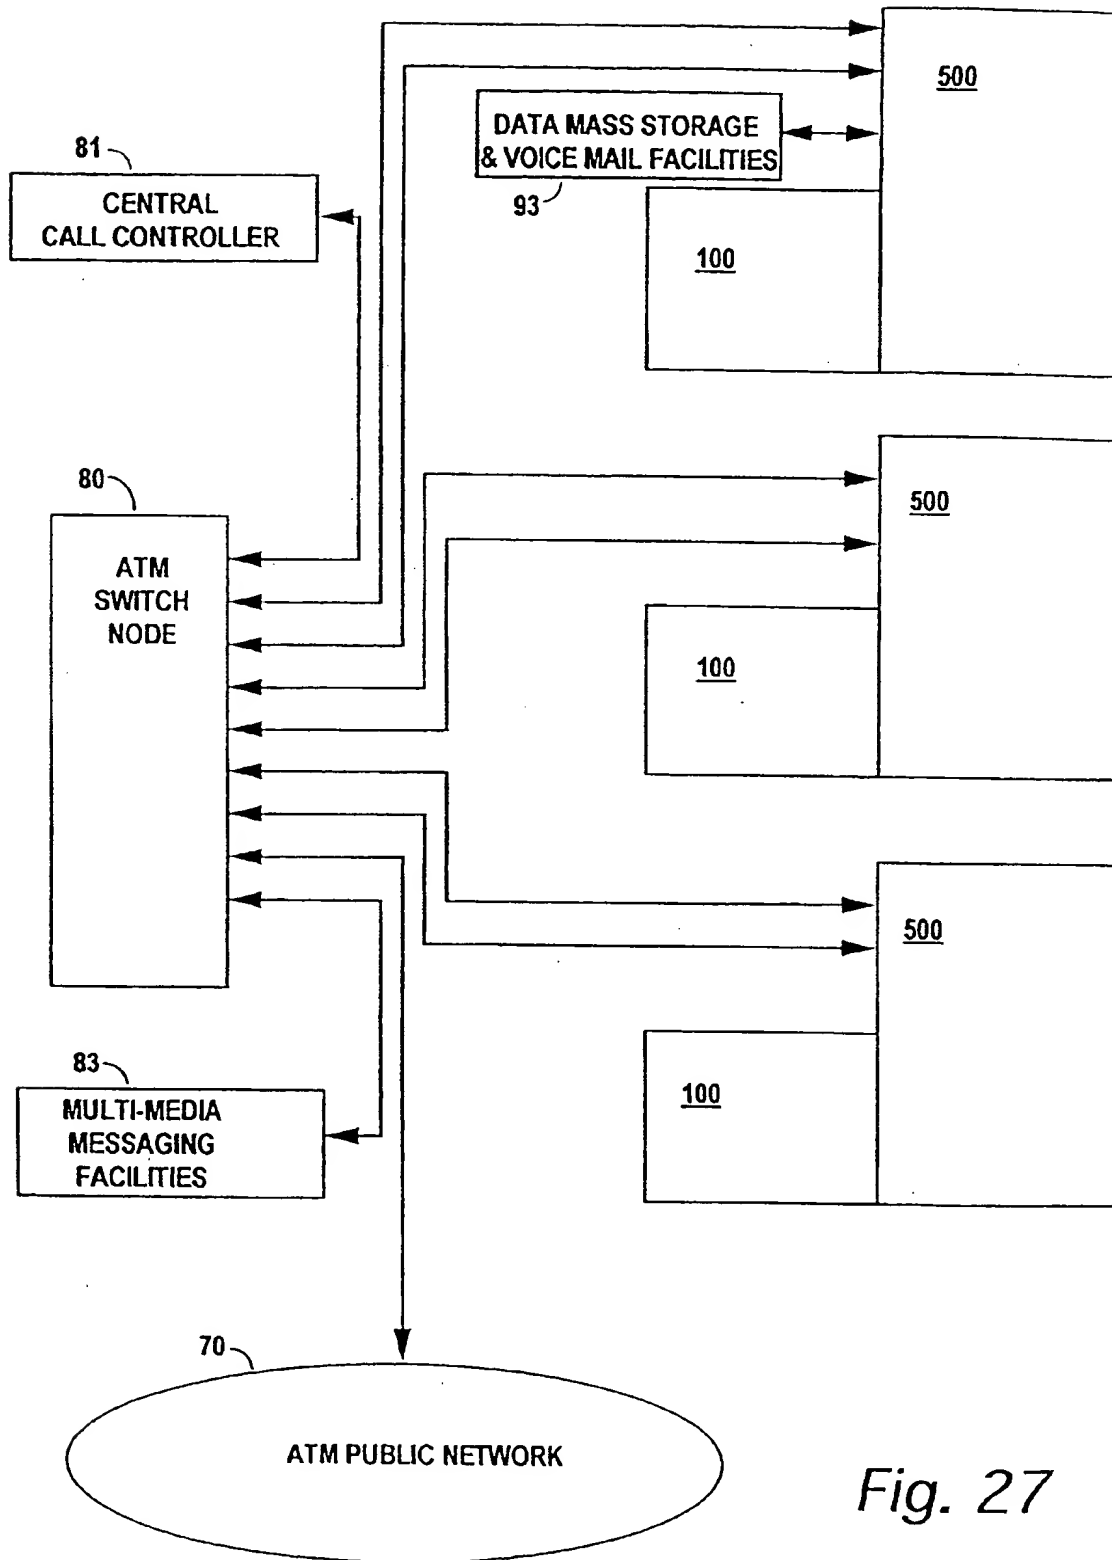 500
DATA MASS STORAGE
& VOICE MAIL FACILITIES
93
81
CENTRAL
CALL CONTROLLER
100
80
ATM
SWITCH
NODE
500
100
500
100
83
MULTI-MEDIA
MESSAGING
FACILITIES
70
ATM PUBLIC NETWORK
Fig. 27